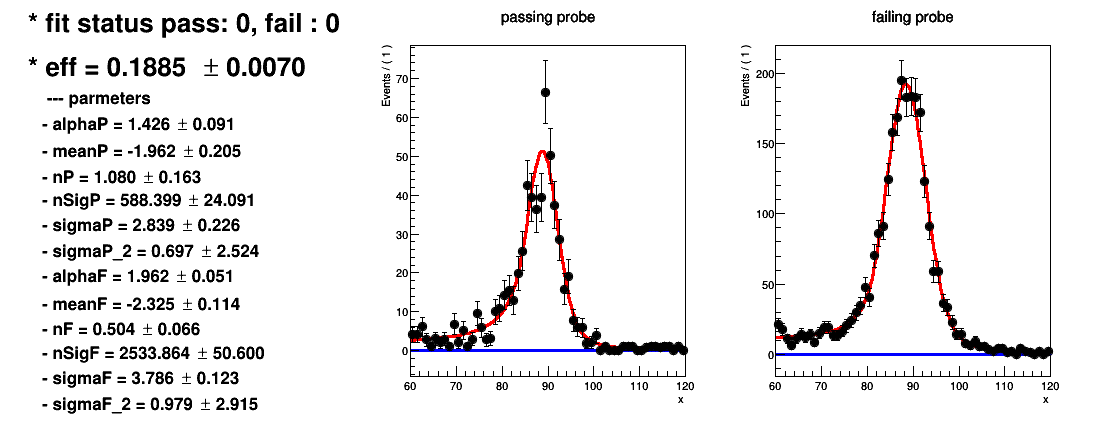 * fit status pass: 0, fail : 0
* eff = 0.1885 ± 0.0070
--- parmeters
- alphaP = 1.426 ± 0.091
- meanP = -1.962 ± 0.205
- nP = 1.080 ± 0.163
- nSigP = 588.399 ± 24.091
- sigmaP = 2.839 ± 0.226
- sigmaP_2 = 0.697 ± 2.524
- alphaF = 1.962 ± 0.051
- meanF = -2.325 ± 0.114
- nF = 0.504 ± 0.066
- nSigF = 2533.864 ± 50.600
- sigmaF = 3.786 ± 0.123
- sigmaF_2 = 0.979 ± 2.915
passing probe
Events / ( 1 )
70
60
50
40
30
20
10
0
60 70 80 90 100 110 120
x
failing probe
Events / ( 1 )
200
150
100
50
0
60 70 80 90 100 110 120
x